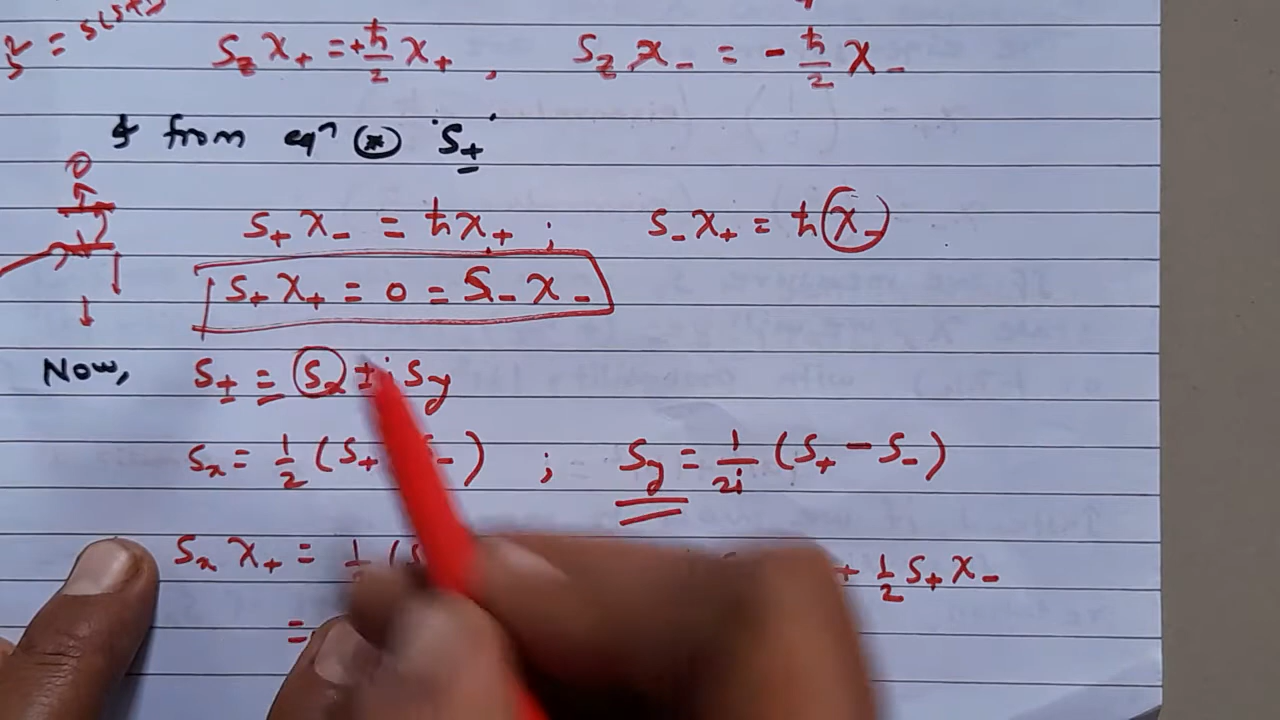 = s(s+1)
S_z χ_+ = +ħ/2 χ_+ , S_z χ_- = - ħ/2 χ_-
& from eqⁿ (*) 'S_±'
S_+ χ_- = ħ χ_+ ; S_- χ_+ = ħ χ_-
S_+ χ_+ = 0 = S_- χ_-
Now, S_± = S_x ± i S_y
S_x = 1/2 (S_+ S_-) ; S_y = 1/2i (S_+ - S_-)
S_x χ_+ = 1 (S + 1/2 S_+ χ_-
=